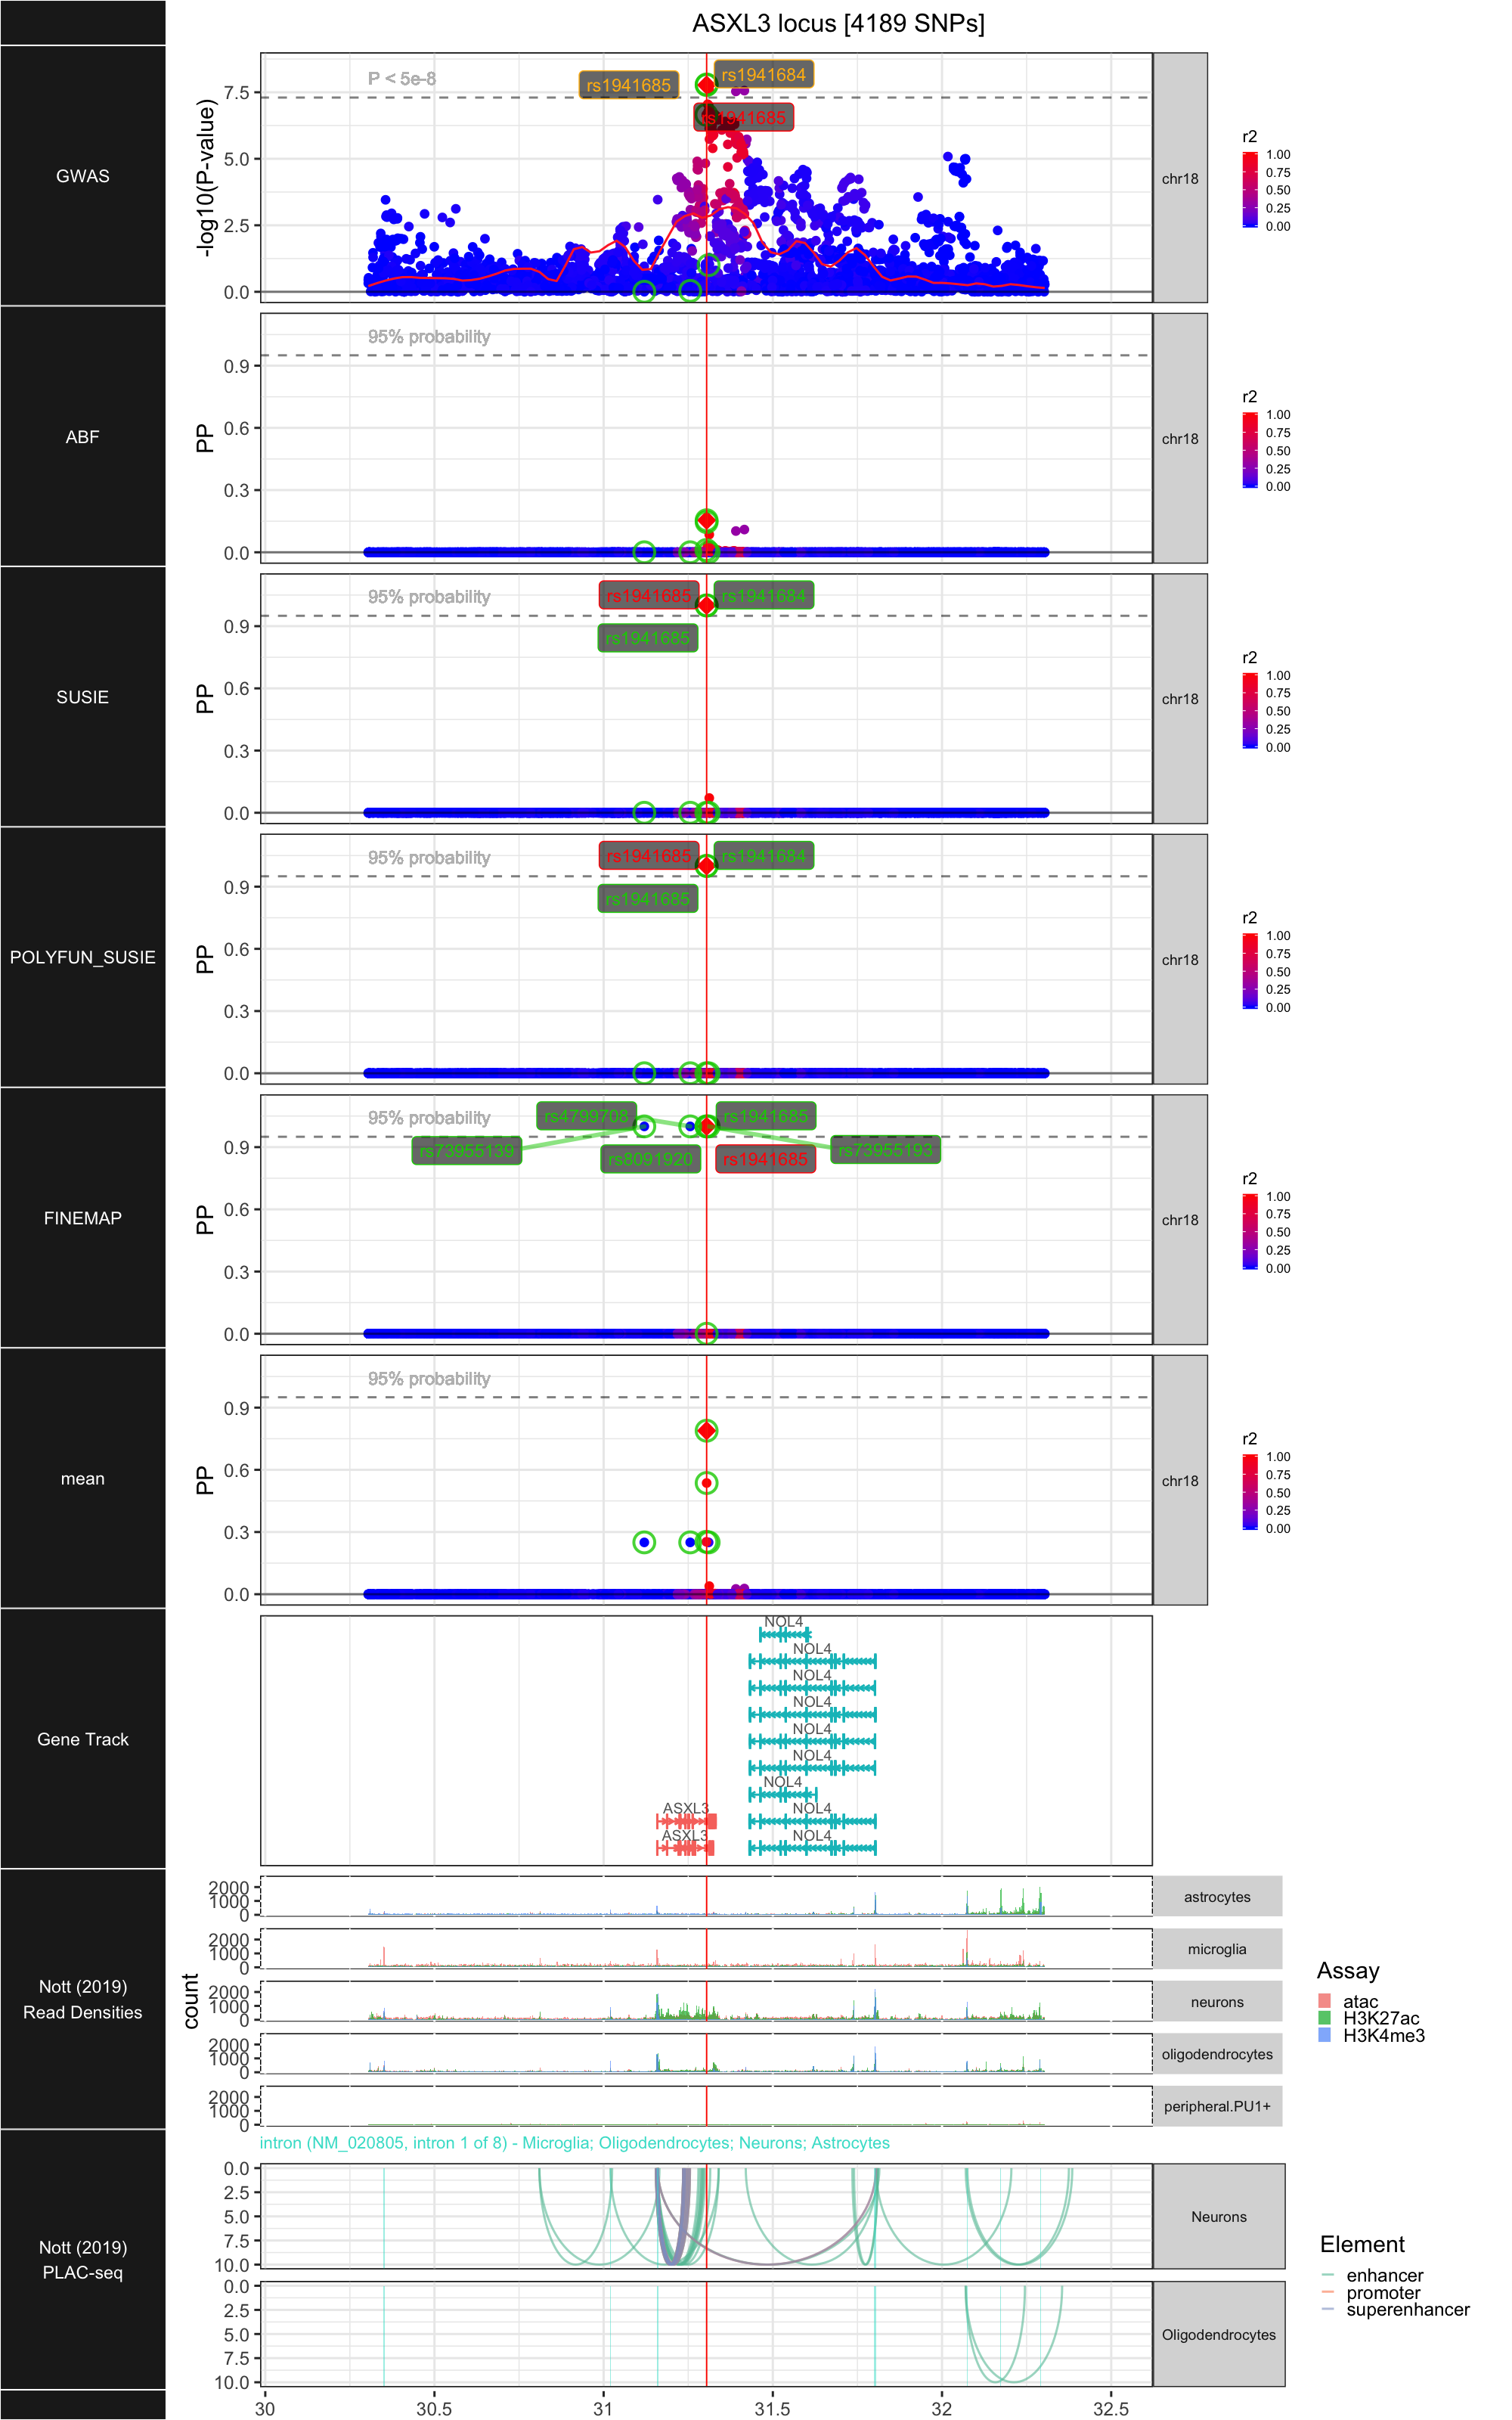 ASXL3 locus [4189 SNPs]
GWAS
-log10(P-value)
7.5
5.0
2.5
0.0
P < 5e-8
rs1941685
rs1941684
rs1941685
chr18
r2
1.00
0.75
0.50
0.25
0.00
ABF
PP
0.9
0.6
0.3
0.0
95% probability
chr18
r2
1.00
0.75
0.50
0.25
0.00
SUSIE
PP
0.9
0.6
0.3
0.0
95% probability
rs1941685
rs1941684
rs1941685
chr18
r2
1.00
0.75
0.50
0.25
0.00
POLYFUN_SUSIE
PP
0.9
0.6
0.3
0.0
95% probability
rs1941685
rs1941684
rs1941685
chr18
r2
1.00
0.75
0.50
0.25
0.00
FINEMAP
PP
0.9
0.6
0.3
0.0
95% probability
rs4799708
rs1941685
rs73955139
rs8091920
rs1941685
rs73955193
chr18
r2
1.00
0.75
0.50
0.25
0.00
mean
PP
0.9
0.6
0.3
0.0
95% probability
chr18
r2
1.00
0.75
0.50
0.25
0.00
Gene Track
NOL4
NOL4
NOL4
NOL4
NOL4
NOL4
NOL4
ASXL3
NOL4
ASXL3
NOL4
Nott (2019)
Read Densities
count
2000
1000
0
astrocytes
2000
1000
0
microglia
2000
1000
0
neurons
2000
1000
0
oligodendrocytes
2000
1000
0
peripheral.PU1+
Assay
atac
H3K27ac
H3K4me3
Nott (2019)
PLAC-seq
intron (NM_020805, intron 1 of 8) - Microglia; Oligodendrocytes; Neurons; Astrocytes
0.0
2.5
5.0
7.5
10.0
Neurons
0.0
2.5
5.0
7.5
10.0
Oligodendrocytes
Element
enhancer
promoter
superenhancer
30
30.5
31
31.5
32
32.5